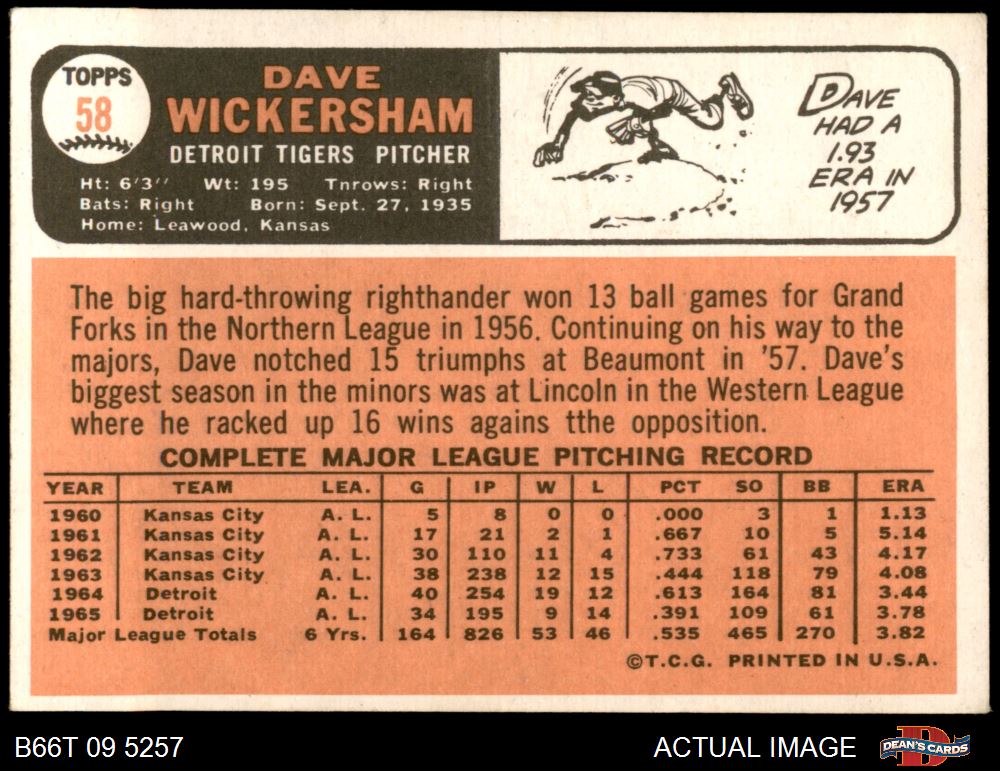 TOPPS
58
DAVE
WICKERSHAM
DETROIT TIGERS PITCHER
Ht: 6'3" Wt: 195 Throws: Right
Bats: Right Born: Sept. 27, 1935
Home: Leawood, Kansas
DAVE
HAD A
1.93
ERA IN
1957
The big hard-throwing righthander won 13 ball games for Grand
Forks in the Northern League in 1956. Continuing on his way to the
majors, Dave notched 15 triumphs at Beaumont in '57. Dave's
biggest season in the minors was at Lincoln in the Western League
where he racked up 16 wins agains tthe opposition.
COMPLETE MAJOR LEAGUE PITCHING RECORD
YEAR TEAM LEA. G IP W L PCT SO BB ERA
1960 Kansas City A. L. 5 8 0 0 .000 3 1 1.13
1961 Kansas City A. L. 17 21 2 1 .667 10 5 5.14
1962 Kansas City A. L. 30 110 11 4 .733 61 43 4.17
1963 Kansas City A. L. 38 238 12 15 .444 118 79 4.08
1964 Detroit A. L. 40 254 19 12 .613 164 81 3.44
1965 Detroit A. L. 34 195 9 14 .391 109 61 3.78
Major League Totals 6 Yrs. 164 826 53 46 .535 465 270 3.82
©T.C.G. PRINTED IN U.S.A.
B66T 09 5257
ACTUAL IMAGE
DEAN'S CARDS